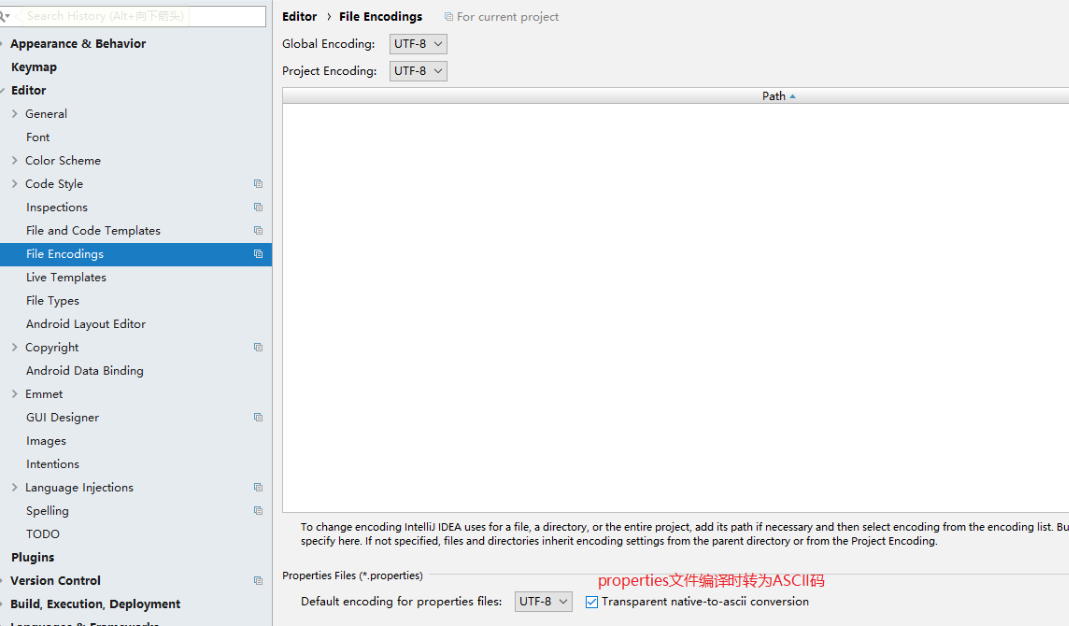 Search History (Alt+向下箭头)
Appearance & Behavior
Keymap
Editor
General
Font
Color Scheme
Code Style
Inspections
File and Code Templates
File Encodings
Live Templates
File Types
Android Layout Editor
Copyright
Android Data Binding
Emmet
GUI Designer
Images
Intentions
Language Injections
Spelling
TODO
Plugins
Version Control
Build, Execution, Deployment
Languages & Frameworks
Editor › File Encodings For current project
Global Encoding: UTF-8
Project Encoding: UTF-8
Path
To change encoding IntelliJ IDEA uses for a file, a directory, or the entire project, add its path if necessary and then select encoding from the encoding list. Bu
specify here. If not specified, files and directories inherit encoding settings from the parent directory or from the Project Encoding.
Properties Files (*.properties)
properties文件编译时转为ASCII码
Default encoding for properties files: UTF-8 Transparent native-to-ascii conversion